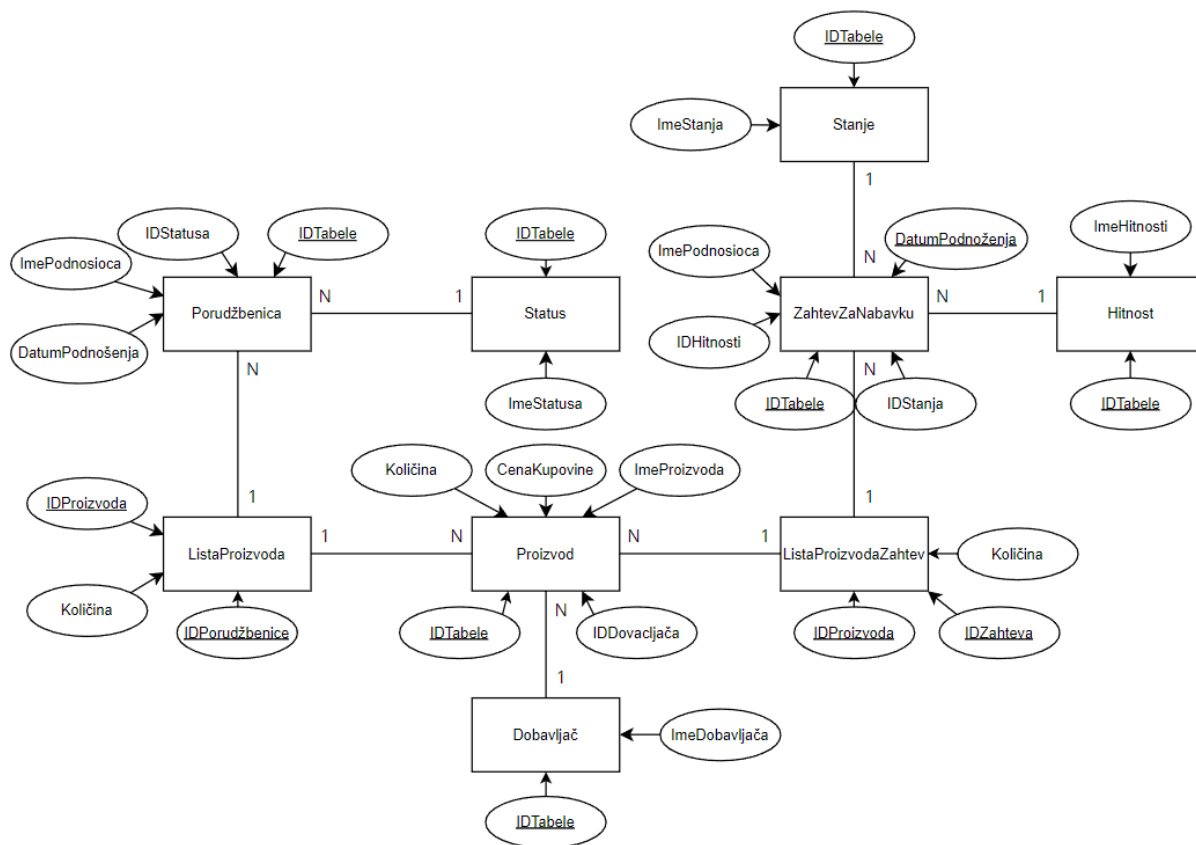 IDTabele
ImeStanja
Stanje
1
IDStatusa
IDTabele
IDTabele
ImeHitnosti
ImePodnosioca
DatumPodnoženja
ImePodnosioca
N
Porudžbenica
N
1
Status
ZahtevZaNabavku
N
1
Hitnost
DatumPodnošenja
IDHitnosti
N
N
ImeStatusa
IDTabele
IDStanja
IDTabele
Količina
CenaKupovine
ImeProizvoda
IDProizvoda
1
1
ListaProizvoda
1
N
Proizvod
N
1
ListaProizvodaZahtev
Količina
Količina
N
IDPorudžbenice
IDTabele
IDDovacljača
IDProizvoda
IDZahteva
1
Dobavljač
ImeDobavljača
IDTabele